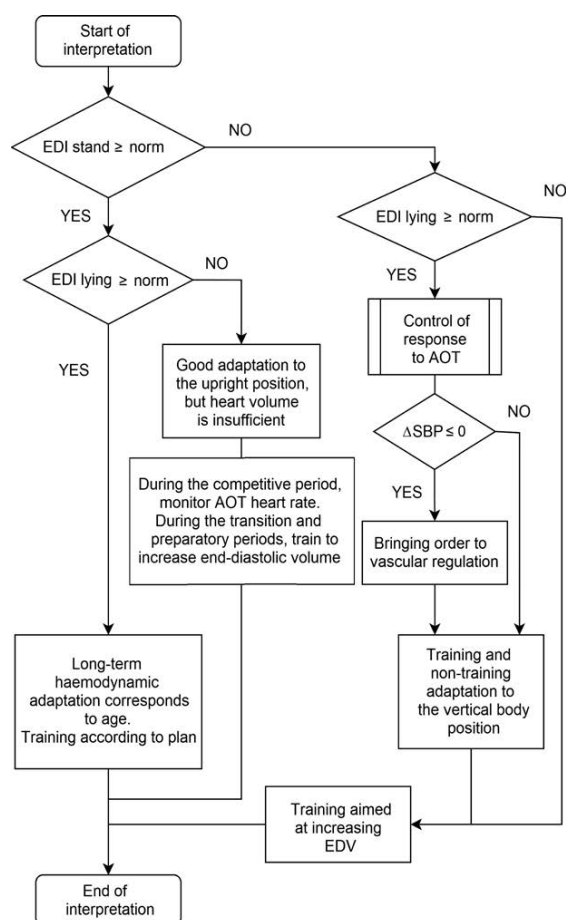 Start of
interpretation
EDI stand ≥ norm
NO
YES
EDI lying ≥ norm
NO
YES
EDI lying ≥ norm
NO
YES
Control of
response
to AOT
Good adaptation to
the upright position,
but heart volume
is insufficient
ΔSBP ≤ 0
NO
YES
During the competitive period,
monitor AOT heart rate.
During the transition and
preparatory periods, train to
increase end-diastolic volume
Bringing order to
vascular regulation
Long-term
haemodynamic
adaptation corresponds
to age.
Training according to plan
Training and
non-training
adaptation to
the vertical body
position
Training aimed
at increasing
EDV
End of
interpretation